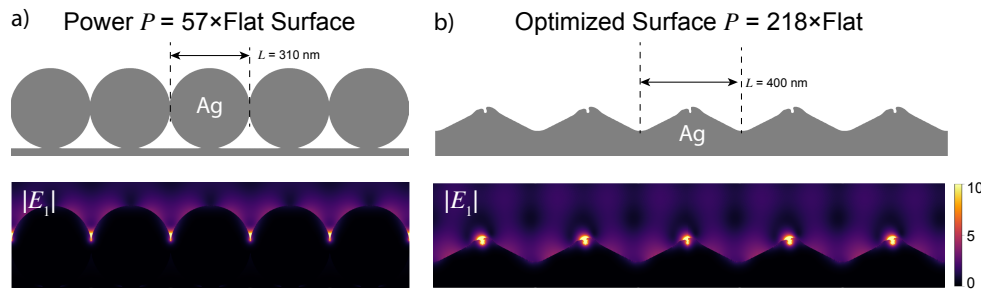 a) Power P = 57×Flat Surface
L = 310 nm
Ag
|E₁|
b) Optimized Surface P = 218×Flat
L = 400 nm
Ag
|E₁|
10
5
0